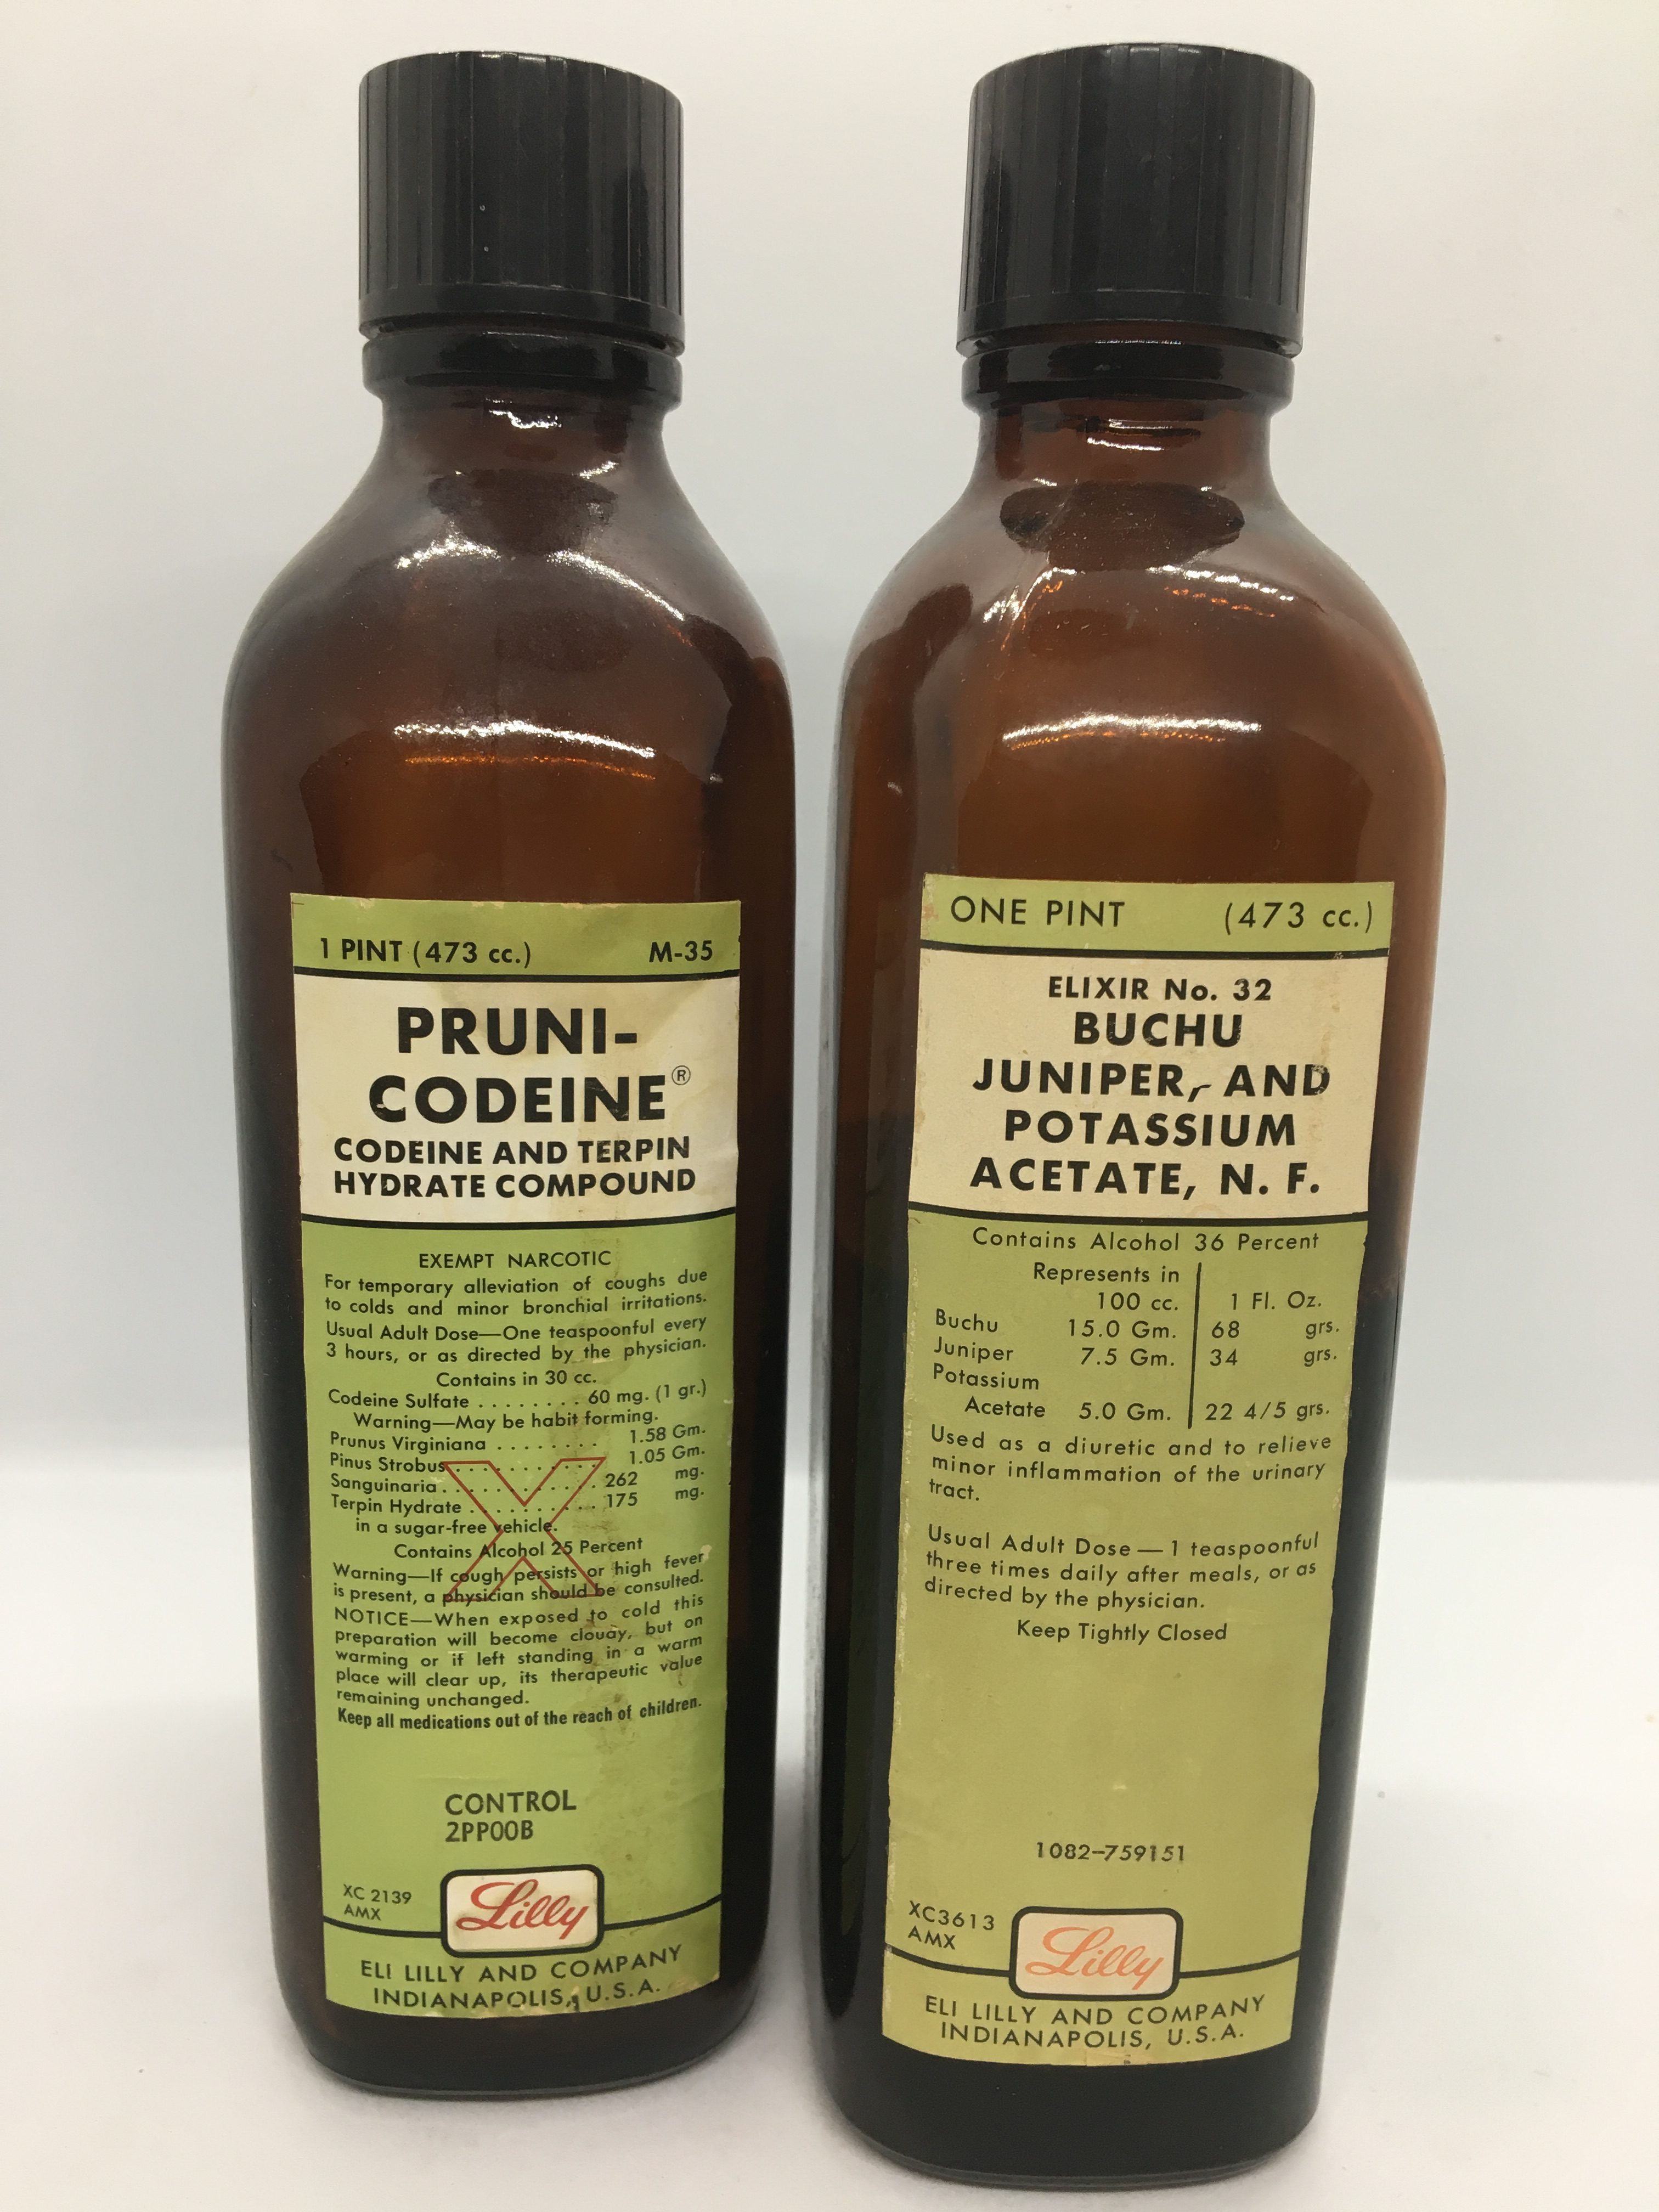 1 PINT (473 cc.) M-35
PRUNI-
CODEINE®
CODEINE AND TERPIN
HYDRATE COMPOUND
EXEMPT NARCOTIC
For temporary alleviation of coughs due
to colds and minor bronchial irritations.
Usual Adult Dose—One teaspoonful every
3 hours, or as directed by the physician.
Contains in 30 cc.
Codeine Sulfate . . . . . . . . 60 mg. (1 gr.)
Warning—May be habit forming.
Prunus Virginiana . . . . . . . . 1.58 Gm.
Pinus Strobus . . . . . . . . . . . 1.05 Gm.
Sanguinaria . . . . . . . . . . . . 262 mg.
Terpin Hydrate . . . . . . . . . . 175 mg.
in a sugar-free vehicle.
Contains Alcohol 25 Percent
X
Warning—If cough persists or high fever
is present, a physician should be consulted.
NOTICE—When exposed to cold this
preparation will become cloudy, but on
warming or if left standing in a warm
place will clear up, its therapeutic value
remaining unchanged.
Keep all medications out of the reach of children.
CONTROL
2PP00B
XC 2139
AMX
Lilly
ELI LILLY AND COMPANY
INDIANAPOLIS, U.S.A.
ONE PINT (473 cc.)
ELIXIR No. 32
BUCHU
JUNIPER, AND
POTASSIUM
ACETATE, N. F.
Contains Alcohol 36 Percent
Represents in
100 cc. 1 Fl. Oz.
Buchu 15.0 Gm. 68 grs.
Juniper 7.5 Gm. 34 grs.
Potassium
Acetate 5.0 Gm. 22 4/5 grs.
Used as a diuretic and to relieve
minor inflammation of the urinary
tract.
Usual Adult Dose — 1 teaspoonful
three times daily after meals, or as
directed by the physician.
Keep Tightly Closed
1082-759151
XC3613
AMX
Lilly
ELI LILLY AND COMPANY
INDIANAPOLIS, U.S.A.